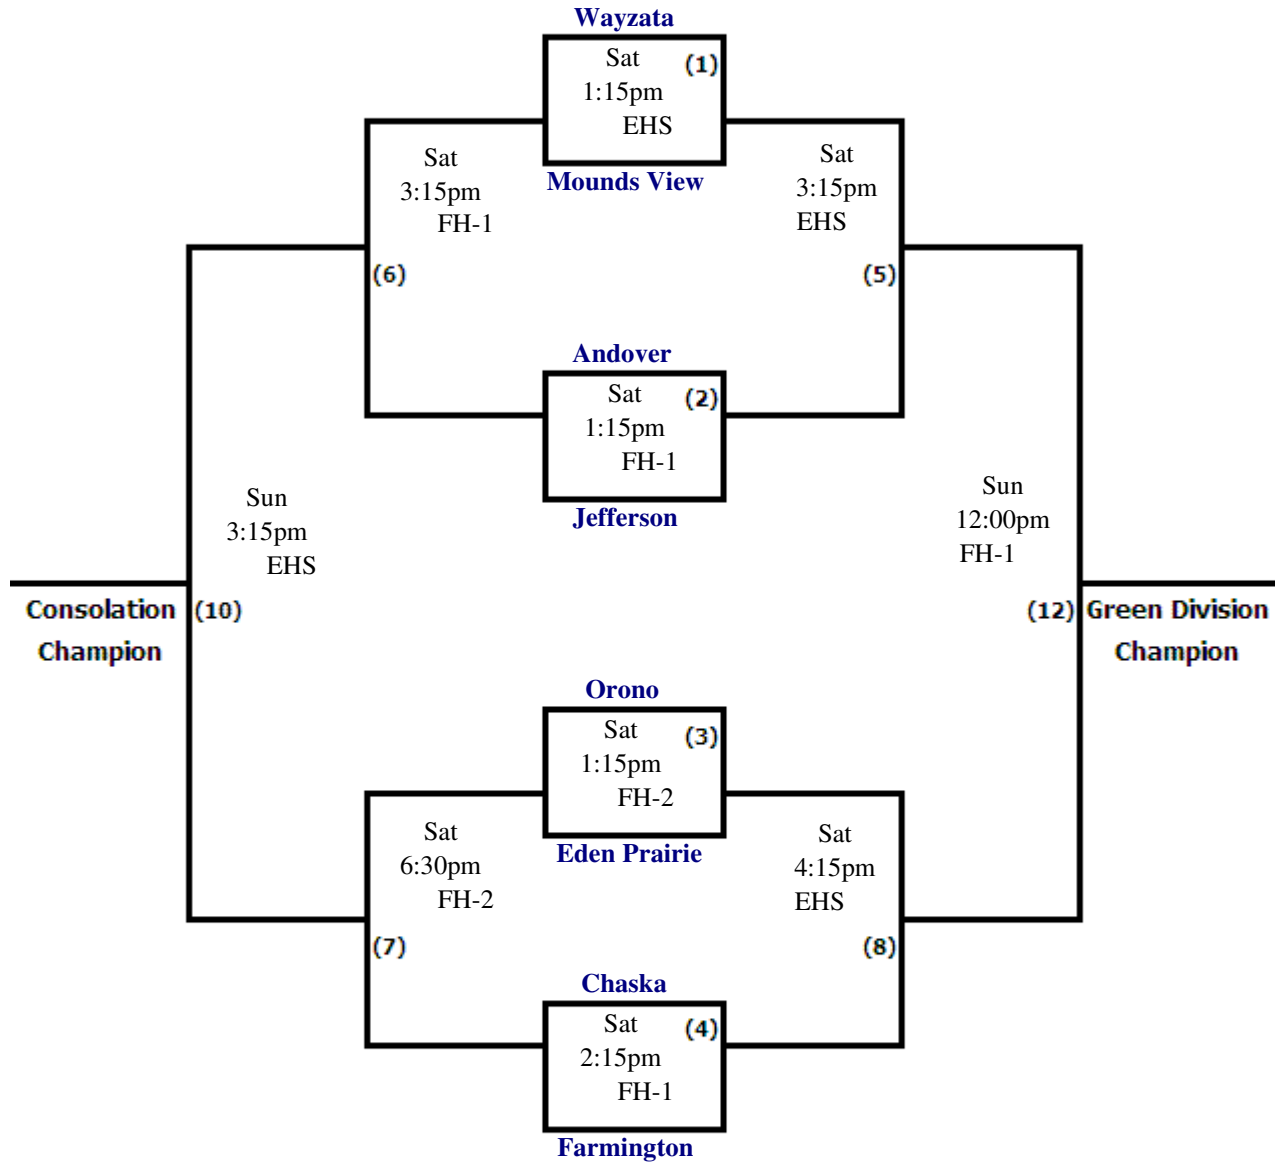 Wayzata
Sat
(1)
1:15pm
EHS
Mounds View
Sat
3:15pm
FH-1
(6)
Sat
3:15pm
EHS
(5)
Andover
Sat
(2)
1:15pm
FH-1
Jefferson
Sun
3:15pm
EHS
Consolation
Champion
(10)
Sun
12:00pm
FH-1
(12)
Green Division
Champion
Orono
Sat
(3)
1:15pm
FH-2
Eden Prairie
Sat
6:30pm
FH-2
(7)
Sat
4:15pm
EHS
(8)
Chaska
Sat
(4)
2:15pm
FH-1
Farmington